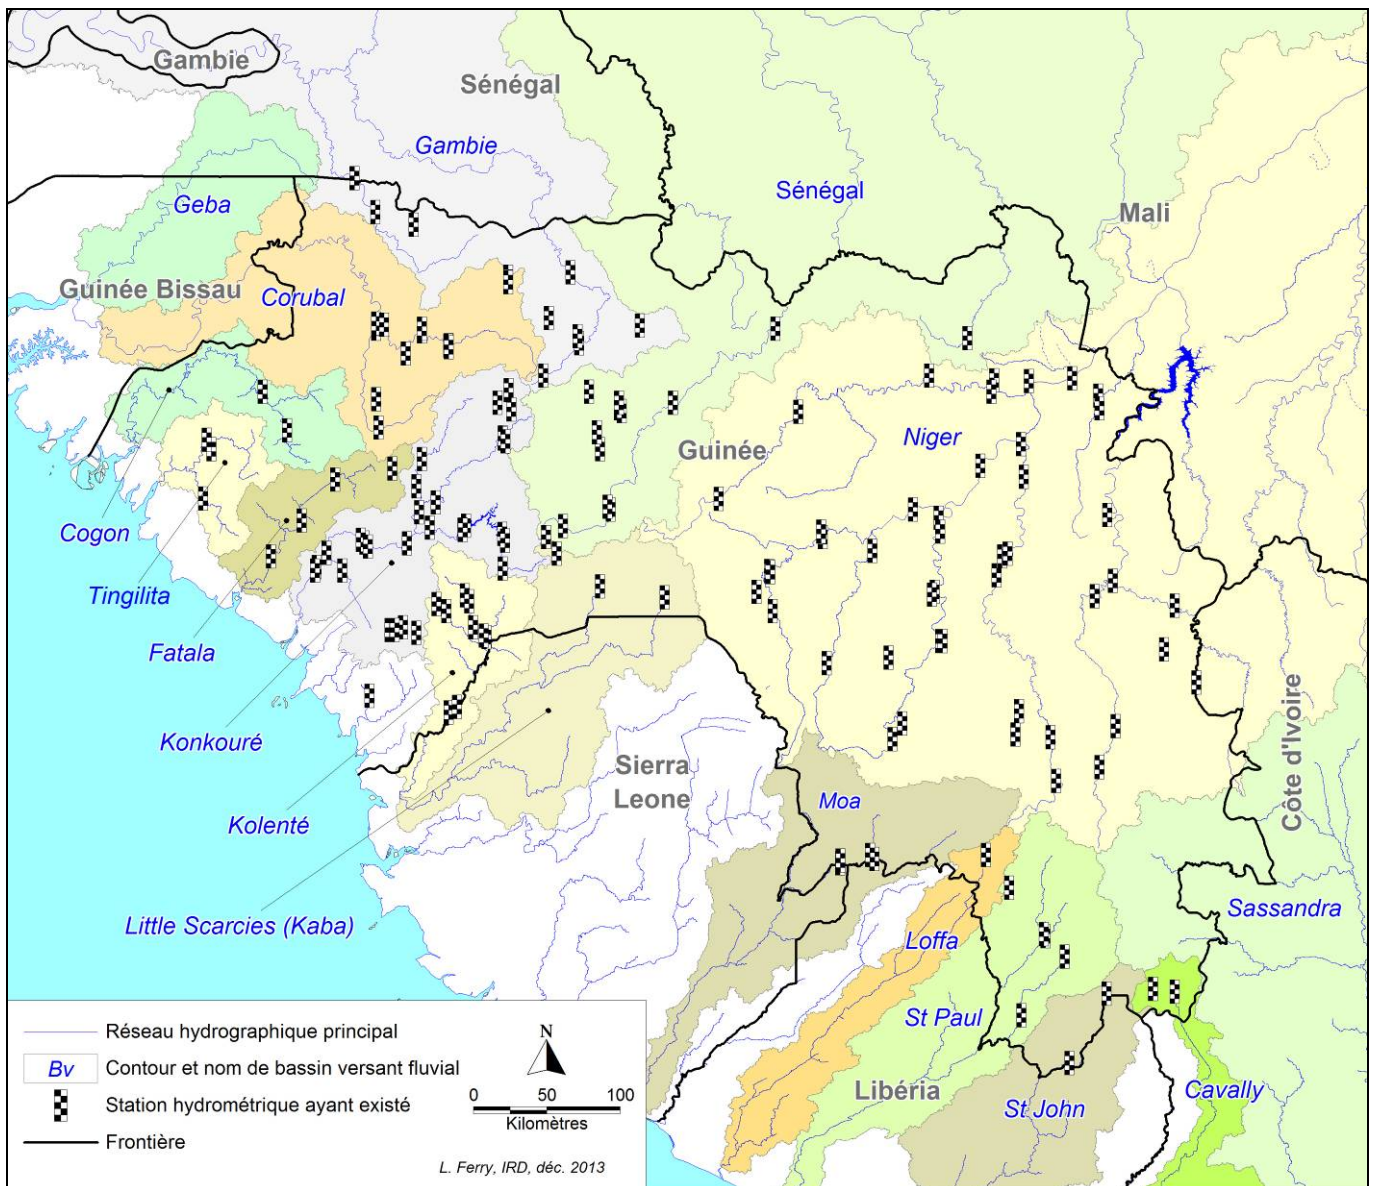 Gambie
Sénégal
Gambie
Sénégal
Mali
Geba
Guinée Bissau
Corubal
Guinée
Niger
Cogon
Tingilita
Fatala
Konkouré
Kolenté
Little Scarcies (Kaba)
Sierra
Leone
Moa
Côte d'Ivoire
Sassandra
Loffa
St Paul
Libéria
St John
Cavally
Réseau hydrographique principal
Bv Contour et nom de bassin versant fluvial
Station hydrométrique ayant existé
Frontière
N
0 50 100
Kilomètres
L. Ferry, IRD, déc. 2013